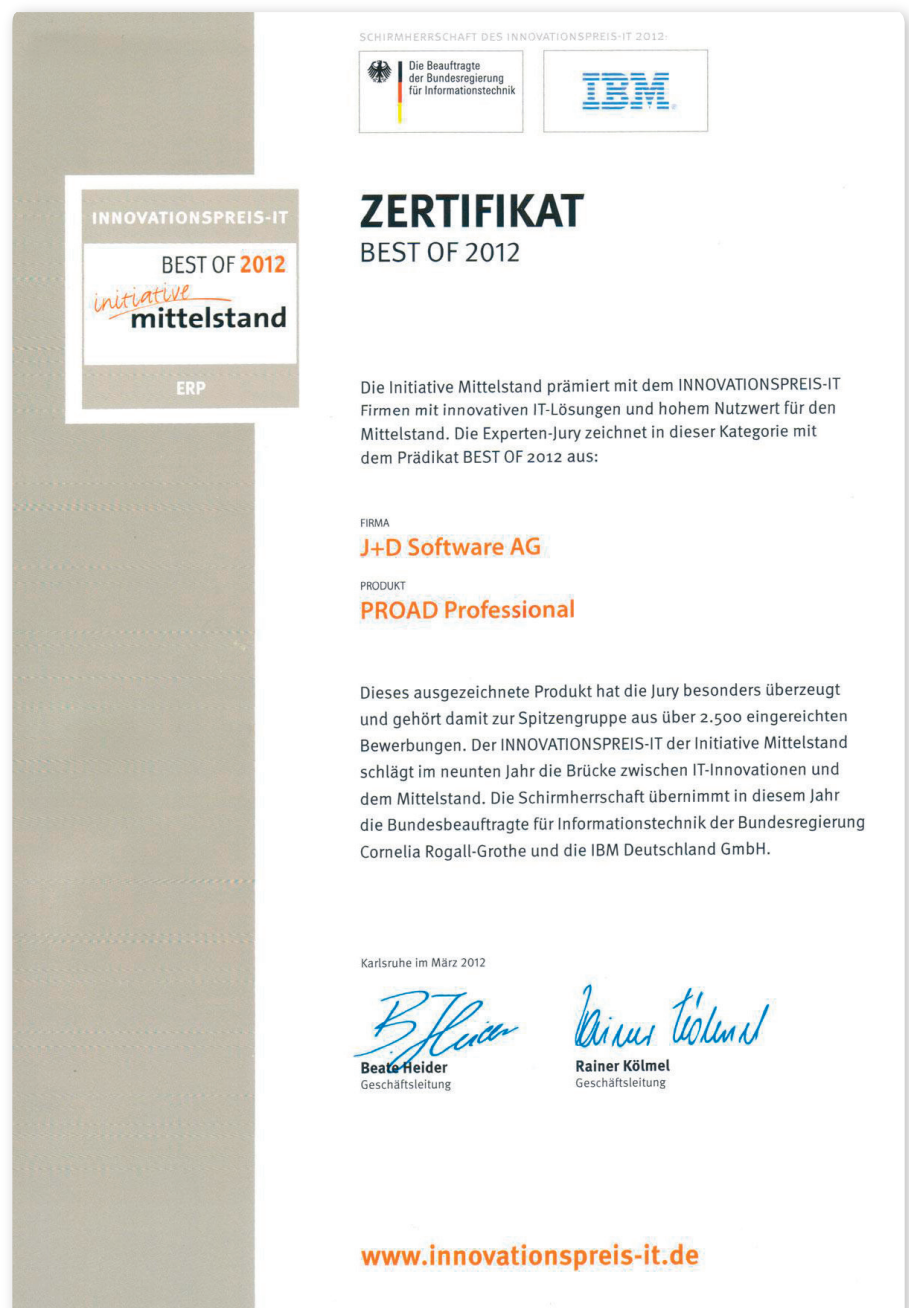 SCHIRMHERRSCHAFT DES INNOVATIONSPREIS-IT 2012:
Die Beauftragte
der Bundesregierung
für Informationstechnik
IBM
INNOVATIONSPREIS-IT
BEST OF 2012
initiative
mittelstand
ERP
ZERTIFIKAT
BEST OF 2012
Die Initiative Mittelstand prämiert mit dem INNOVATIONSPREIS-IT
Firmen mit innovativen IT-Lösungen und hohem Nutzwert für den
Mittelstand. Die Experten-Jury zeichnet in dieser Kategorie mit
dem Prädikat BEST OF 2012 aus:
FIRMA
J+D Software AG
PRODUKT
PROAD Professional
Dieses ausgezeichnete Produkt hat die Jury besonders überzeugt
und gehört damit zur Spitzengruppe aus über 2.500 eingereichten
Bewerbungen. Der INNOVATIONSPREIS-IT der Initiative Mittelstand
schlägt im neunten Jahr die Brücke zwischen IT-Innovationen und
dem Mittelstand. Die Schirmherrschaft übernimmt in diesem Jahr
die Bundesbeauftragte für Informationstechnik der Bundesregierung
Cornelia Rogall-Grothe und die IBM Deutschland GmbH.
Karlsruhe im März 2012
B. Heider
Rainer Kölmel
Beate Heider
Geschäftsleitung
Rainer Kölmel
Geschäftsleitung
www.innovationspreis-it.de